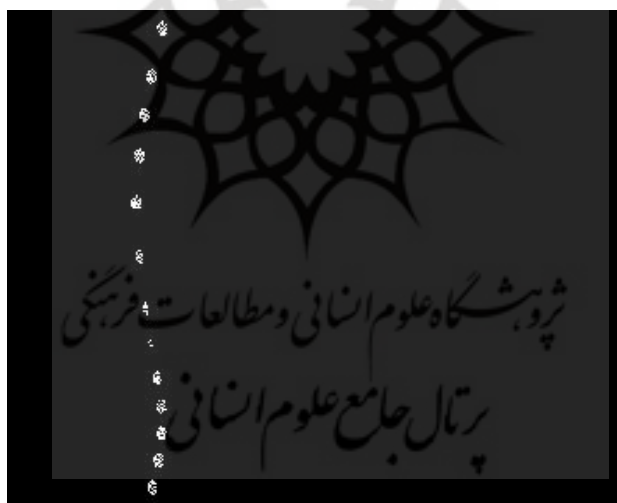 پژوهشگاه علوم انسانی و مطالعات فرهنگی
پرتال جامع علوم انسانی